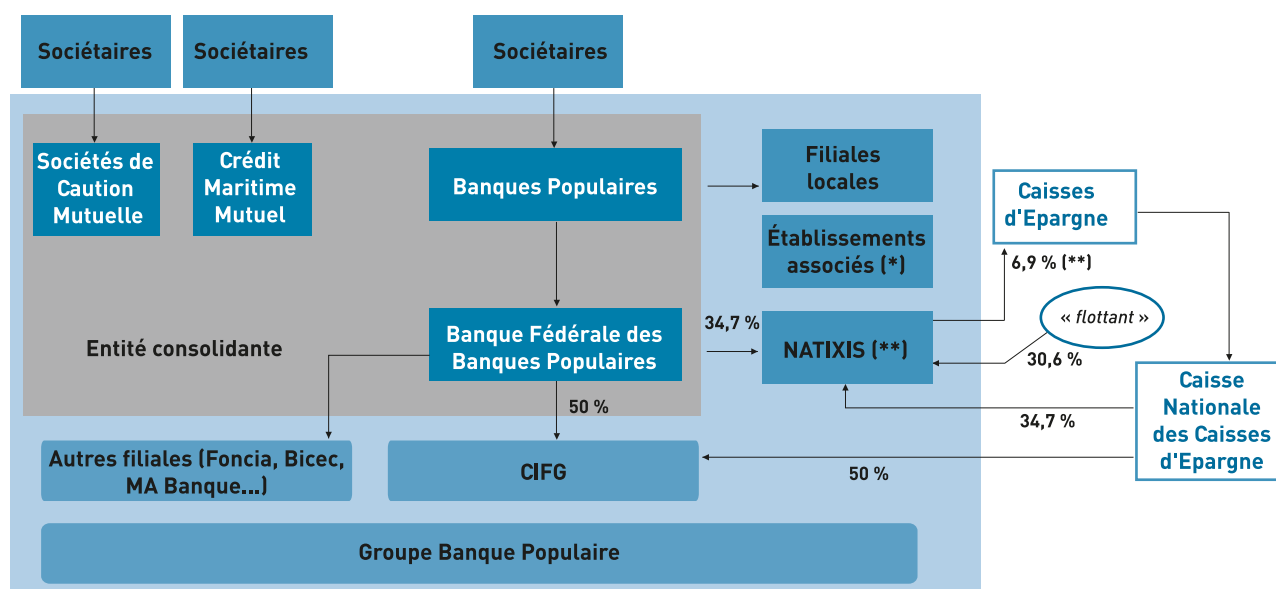 Sociétaires
Sociétaires
Sociétaires
Sociétés de
Caution
Mutuelle
Crédit
Maritime
Mutuel
Banques Populaires
Filiales
locales
Établissements
associés (*)
Caisses
d'Epargne
6,9 % (**)
« flottant »
30,6 %
Entité consolidante
Banque Fédérale des
Banques Populaires
34,7 %
NATIXIS (**)
Caisse
Nationale
des Caisses
d'Epargne
34,7 %
50 %
50 %
Autres filiales (Foncia, Bicec,
MA Banque...)
CIFG
Groupe Banque Populaire